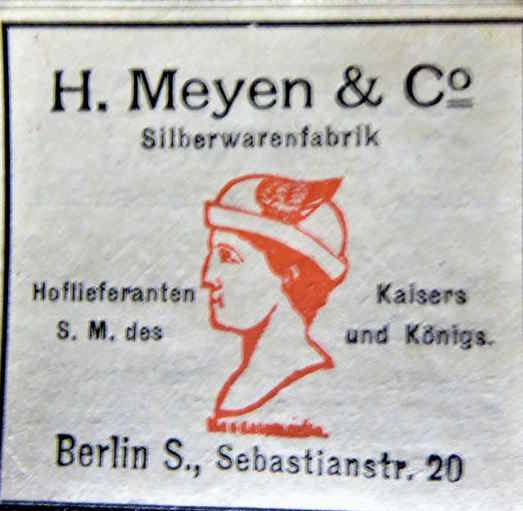 H. Meyen & Co
Silberwarenfabrik
Hoflieferanten Kaisers
S. M. des und Königs.
Berlin S., Sebastianstr. 20